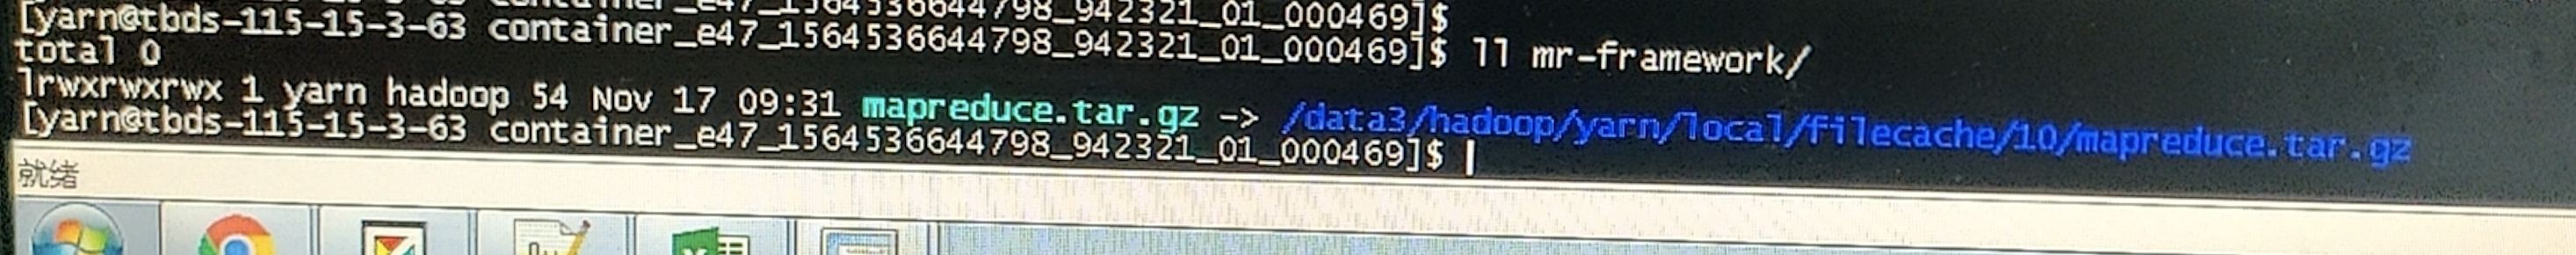 [yarn@tbds-115-15-3-63 container_e47_1564536644798_942321_01_000469]$
[yarn@tbds-115-15-3-63 container_e47_1564536644798_942321_01_000469]$ ll mr-framework/
total 0
lrwxrwxrwx 1 yarn hadoop 54 Nov 17 09:31 mapreduce.tar.gz -> /data3/hadoop/yarn/local/filecache/10/mapreduce.tar.gz
[yarn@tbds-115-15-3-63 container_e47_1564536644798_942321_01_000469]$
就绪